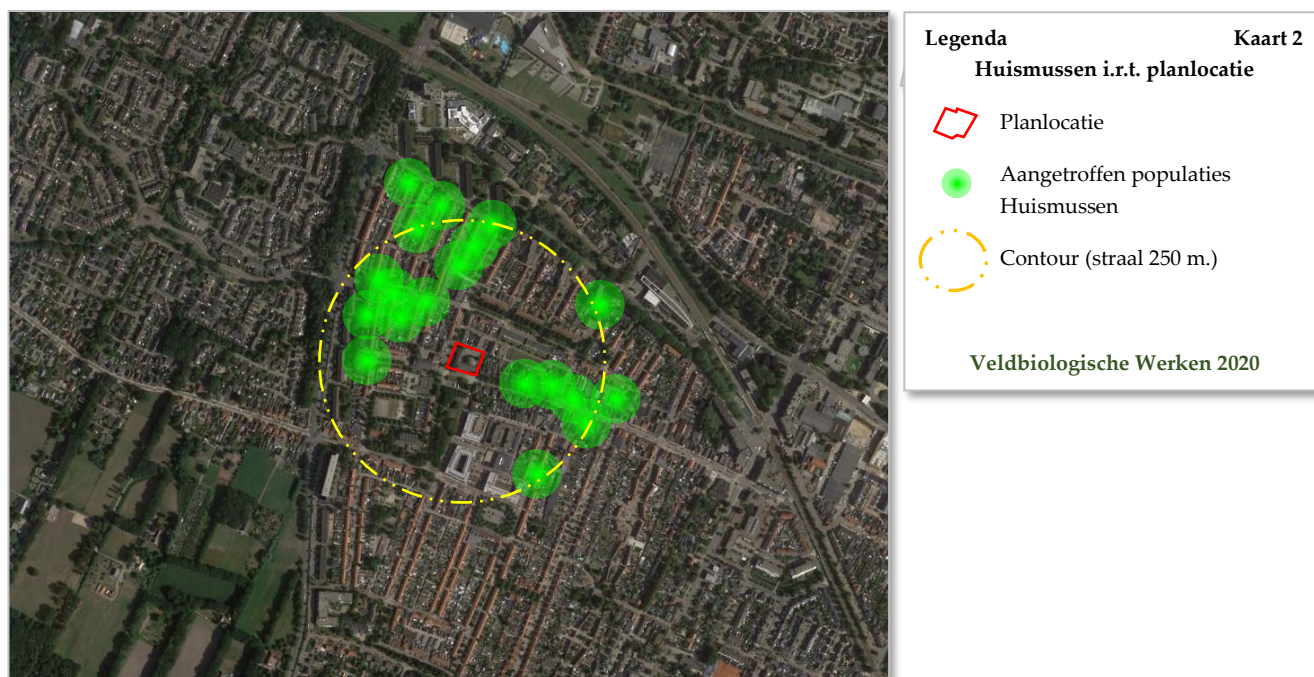 Legenda Kaart 2
Huismussen i.r.t. planlocatie
Planlocatie
Aangetroffen populaties
Huismussen
Contour (straal 250 m.)
Veldbiologische Werken 2020